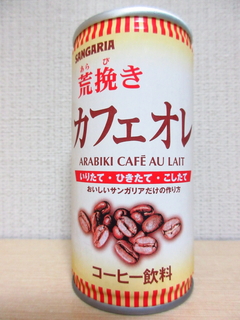 SANGARIA
あらび
荒挽き
カフェオレ
ARABIKI CAFÉ AU LAIT
いりたて・ひきたて・こしたて
おいしいサンガリアだけの作り方
コーヒー飲料